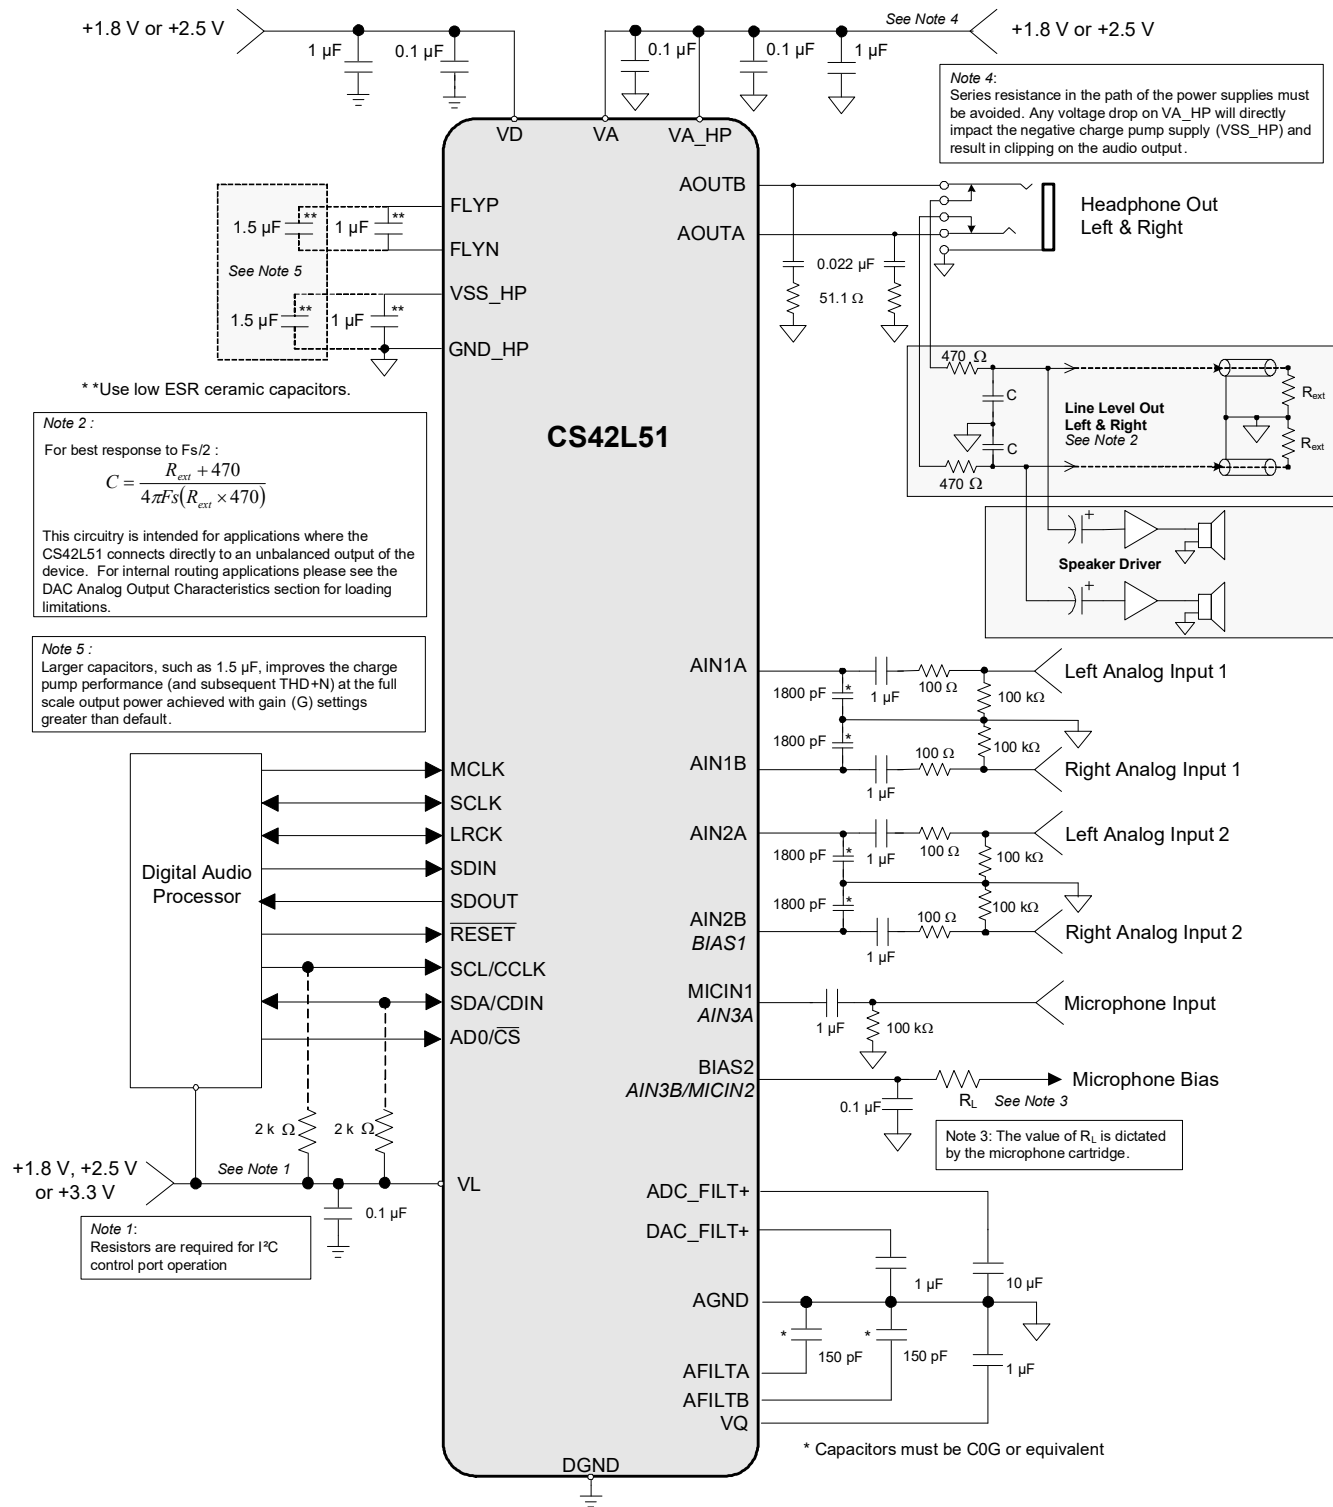 +1.8 V or +2.5 V
1 µF
0.1 µF
0.1 µF
0.1 µF
1 µF
See Note 4
+1.8 V or +2.5 V
Note 4:
Series resistance in the path of the power supplies must
be avoided. Any voltage drop on VA_HP will directly
impact the negative charge pump supply (VSS_HP) and
result in clipping on the audio output.
VD
VA
VA_HP
AOUTB
AOUTA
Headphone Out
Left & Right
0.022 µF
51.1 Ω
FLYP
FLYN
VSS_HP
GND_HP
1.5 µF
**
1 µF
**
See Note 5
1.5 µF
**
1 µF
**
* *Use low ESR ceramic capacitors.
Note 2 :
For best response to Fs/2 :
C = (R_ext + 470) / (4πFs(R_ext × 470))
This circuitry is intended for applications where the
CS42L51 connects directly to an unbalanced output of the
device. For internal routing applications please see the
DAC Analog Output Characteristics section for loading
limitations.
CS42L51
470 Ω
C
C
470 Ω
Line Level Out
Left & Right
See Note 2
Rext
Rext
+
Speaker Driver
+
Note 5 :
Larger capacitors, such as 1.5 µF, improves the charge
pump performance (and subsequent THD+N) at the full
scale output power achieved with gain (G) settings
greater than default.
Digital Audio
Processor
MCLK
SCLK
LRCK
SDIN
SDOUT
RESET
SCL/CCLK
SDA/CDIN
AD0/CS
2 k Ω
2 k Ω
+1.8 V, +2.5 V
or +3.3 V
See Note 1
VL
0.1 µF
Note 1:
Resistors are required for I²C
control port operation
AIN1A
1800 pF
*
1 µF
100 Ω
100 kΩ
Left Analog Input 1
AIN1B
1800 pF
*
1 µF
100 Ω
100 kΩ
Right Analog Input 1
AIN2A
1800 pF
*
1 µF
100 Ω
100 kΩ
Left Analog Input 2
AIN2B
BIAS1
1800 pF
*
1 µF
100 Ω
100 kΩ
Right Analog Input 2
MICIN1
AIN3A
1 µF
100 kΩ
Microphone Input
BIAS2
AIN3B/MICIN2
0.1 µF
RL
See Note 3
Microphone Bias
Note 3: The value of RL is dictated
by the microphone cartridge.
ADC_FILT+
DAC_FILT+
1 µF
10 µF
AGND
*
150 pF
*
150 pF
1 µF
AFILTA
AFILTB
VQ
* Capacitors must be C0G or equivalent
DGND